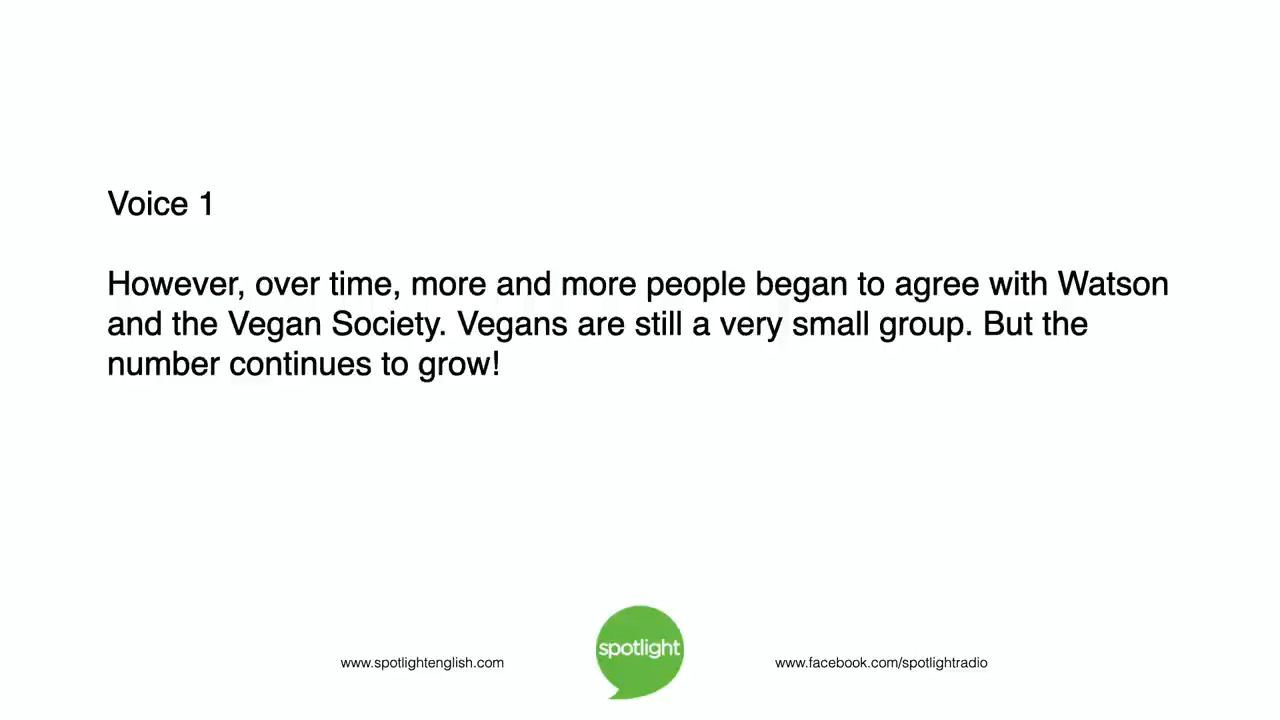 Voice 1
However, over time, more and more people began to agree with Watson
and the Vegan Society. Vegans are still a very small group. But the
number continues to grow!
www.spotlightenglish.com
spotlight
www.facebook.com/spotlightradio